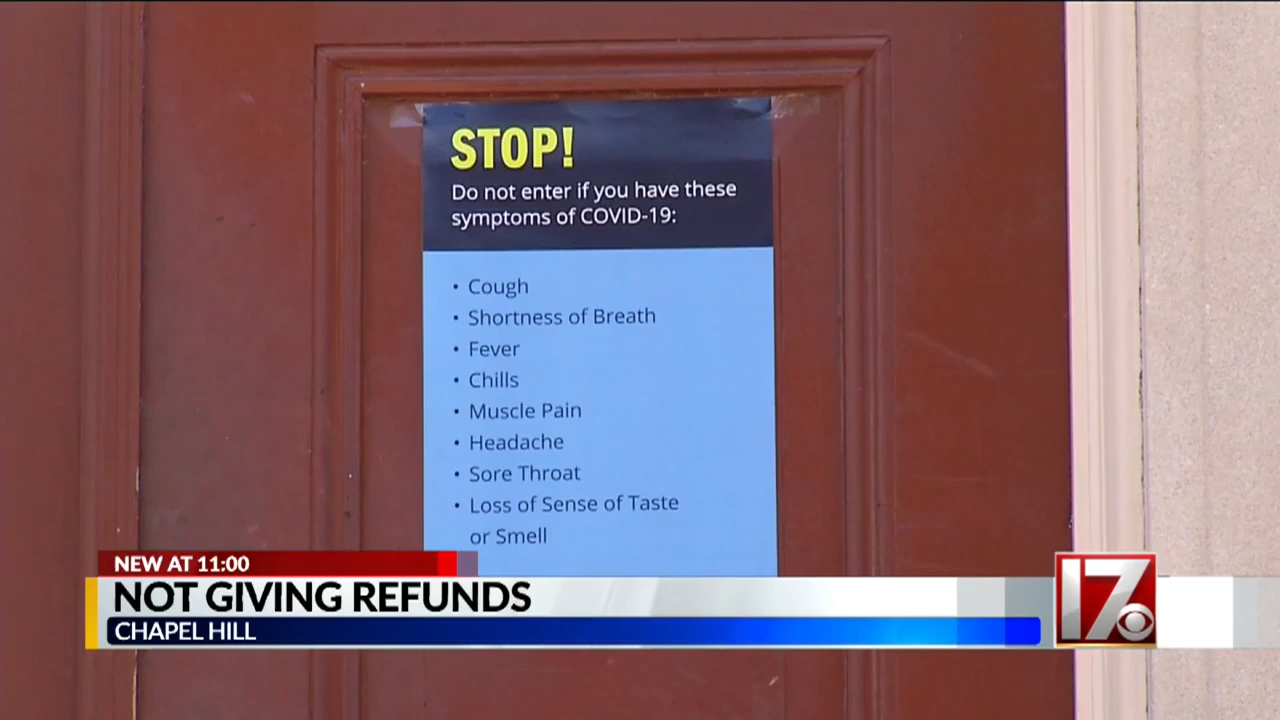 STOP!
Do not enter if you have these
symptoms of COVID-19:
• Cough
• Shortness of Breath
• Fever
• Chills
• Muscle Pain
• Headache
• Sore Throat
• Loss of Sense of Taste
or Smell
NEW AT 11:00
NOT GIVING REFUNDS
CHAPEL HILL
17